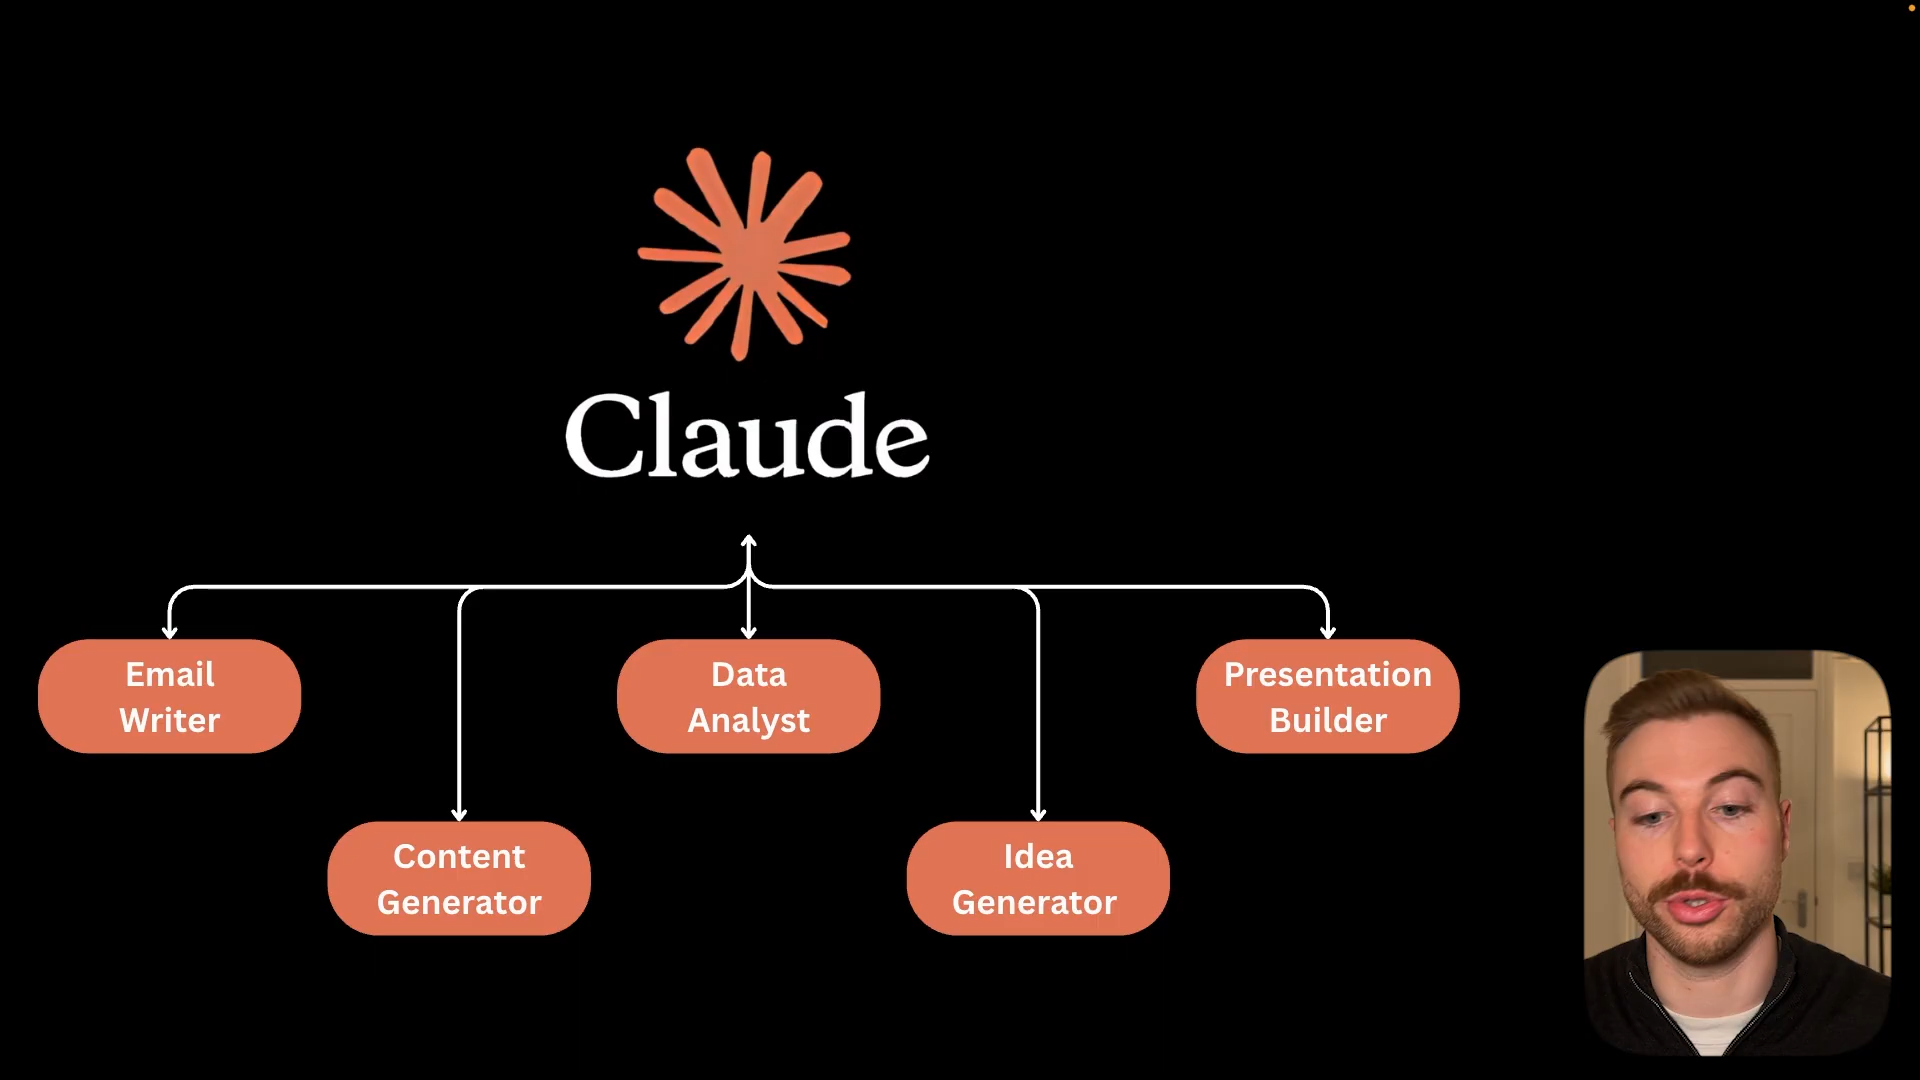 Claude
Email
Writer
Data
Analyst
Presentation
Builder
Content
Generator
Idea
Generator